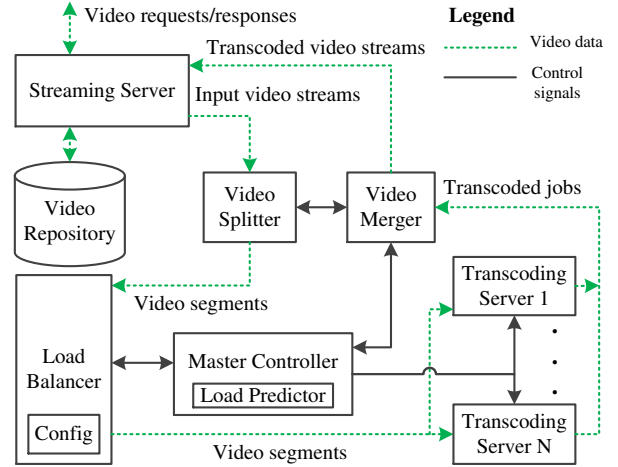 Video requests/responses
Legend
Video data
Control
signals
Transcoded video streams
Streaming Server
Input video streams
Video
Repository
Video
Splitter
Video
Merger
Transcoded jobs
Video segments
Transcoding
Server 1
Load
Balancer
Config
Master Controller
Load Predictor
Transcoding
Server N
Video segments